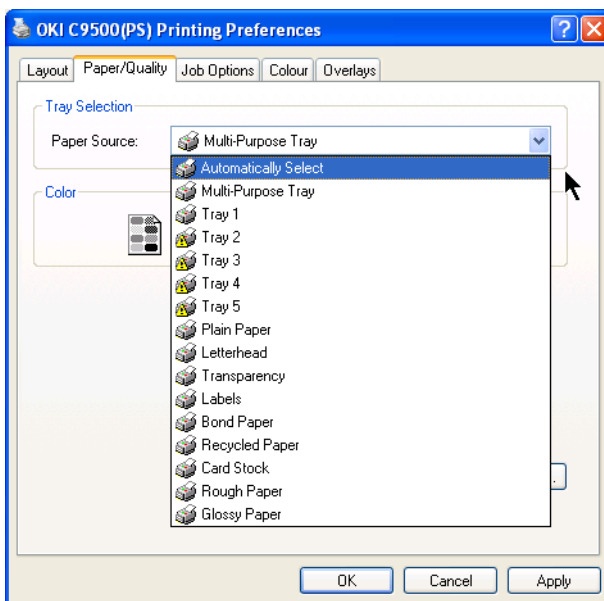 OKI C9500(PS) Printing Preferences
Layout Paper/Quality Job Options Colour Overlays
Tray Selection
Paper Source: Multi-Purpose Tray
Automatically Select
Multi-Purpose Tray
Color
Tray 1
Tray 2
Tray 3
Tray 4
Tray 5
Plain Paper
Letterhead
Transparency
Labels
Bond Paper
Recycled Paper
Card Stock
Rough Paper
Glossy Paper
OK Cancel Apply